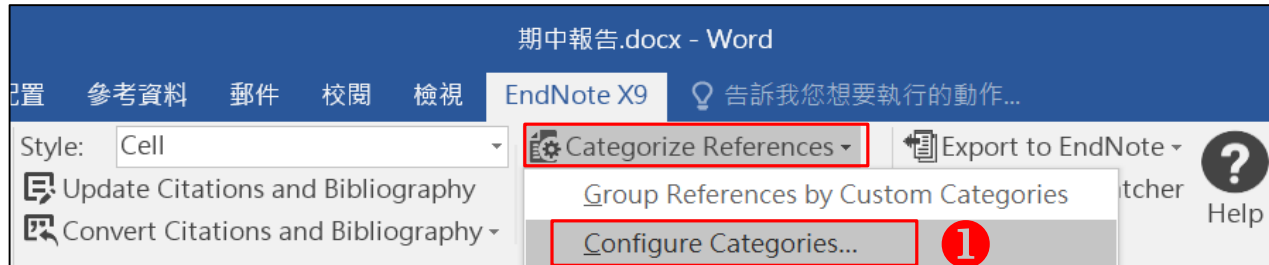 期中報告.docx - Word
置 參考資料 郵件 校閱 檢視 EndNote X9 告訴我您想要執行的動作...
Style: Cell Categorize References Export to EndNote
Update Citations and Bibliography Group References by Custom Categories tcher Help
Convert Citations and Bibliography Configure Categories... 1